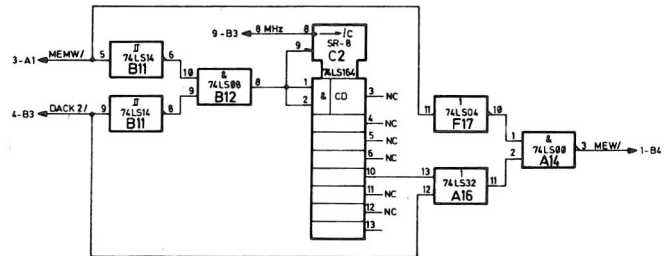 9-B3 8 MHz 8 /C
SR-8
9 C2
74LS164
3-A1 MEMW/ 5 II 6
74LS14
B11
10 &
74LS08 8
9 B12
4-B3 DACK 2/ 9 II 8
74LS14
B11
1 & CD 3 NC
2
4 NC
5 NC
6 NC
10
11 NC
12 NC
13
11 1 10
74LS04
F17
13 1
74LS32 11
12 A16
1 &
2 74LS00 3 MEW/ 1-B4
A14